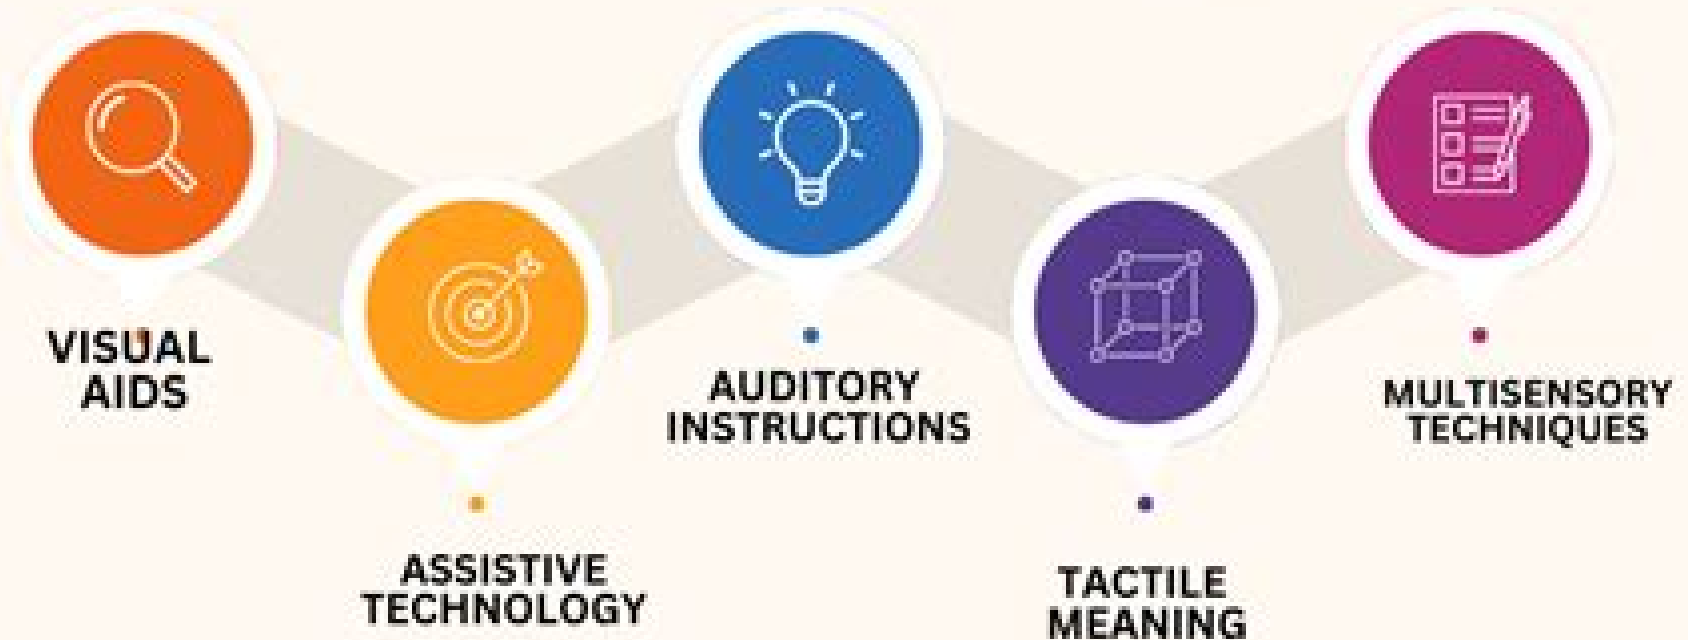 VISUAL
AIDS
ASSISTIVE
TECHNOLOGY
AUDITORY
INSTRUCTIONS
TACTILE
MEANING
MULTISENSORY
TECHNIQUES